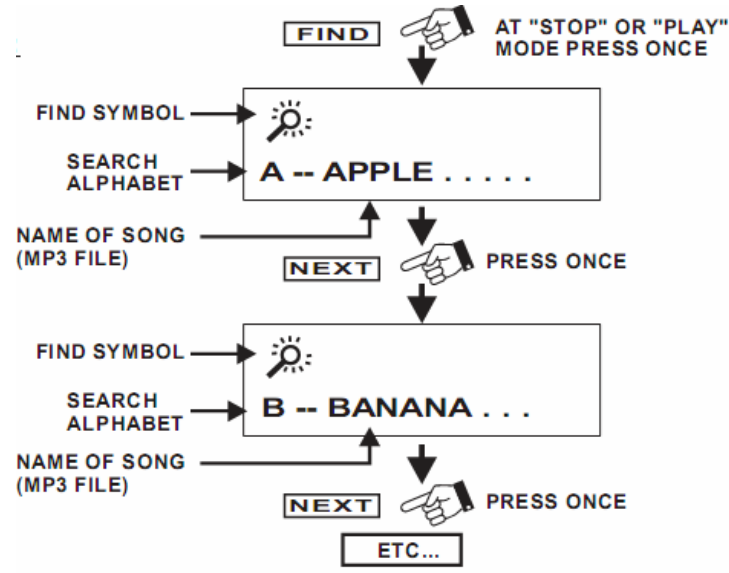 FIND
AT "STOP" OR "PLAY"
MODE PRESS ONCE
FIND SYMBOL
SEARCH
ALPHABET
A -- APPLE . . . . .
NAME OF SONG
(MP3 FILE)
NEXT
PRESS ONCE
FIND SYMBOL
SEARCH
ALPHABET
B -- BANANA . . .
NAME OF SONG
(MP3 FILE)
NEXT
PRESS ONCE
ETC...